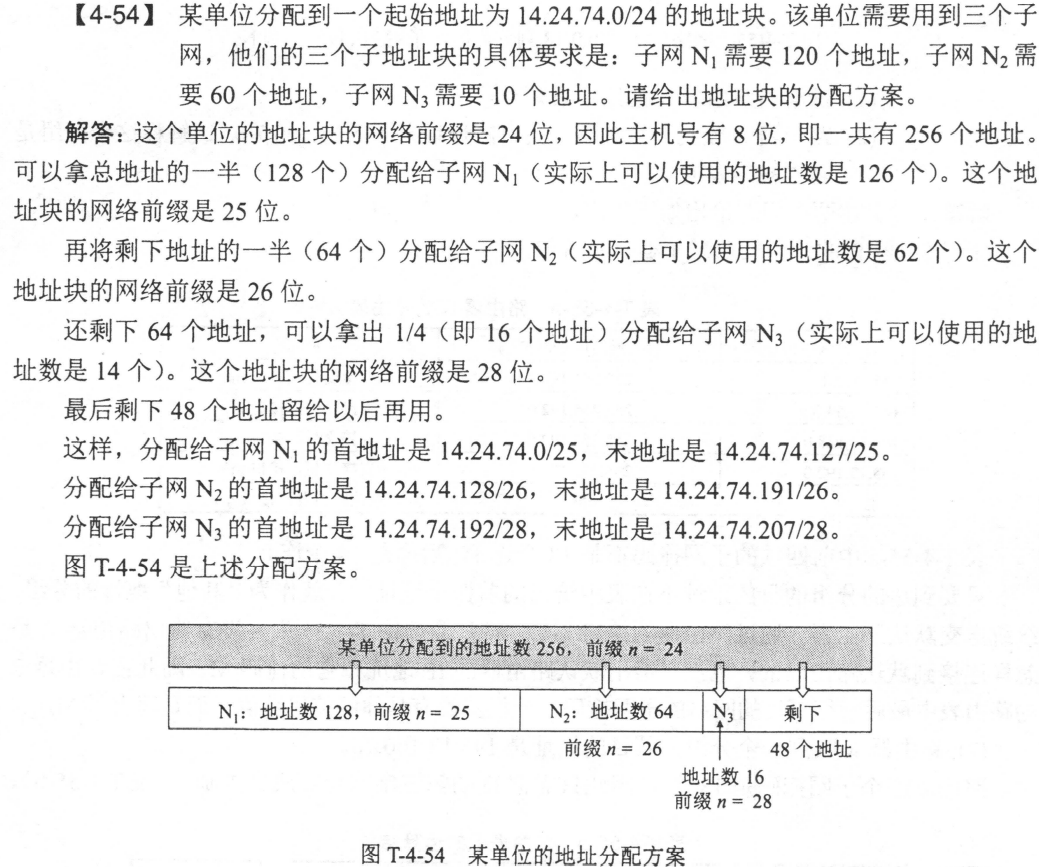 【4-54】 某单位分配到一个起始地址为 14.24.74.0/24 的地址块。该单位需要用到三个子
网，他们的三个子地址块的具体要求是：子网 N₁ 需要 120 个地址，子网 N₂ 需
要 60 个地址，子网 N₃ 需要 10 个地址。请给出地址块的分配方案。
解答：这个单位的地址块的网络前缀是 24 位，因此主机号有 8 位，即一共有 256 个地址。
可以拿总地址的一半（128 个）分配给子网 N₁（实际上可以使用的地址数是 126 个）。这个地
址块的网络前缀是 25 位。
再将剩下地址的一半（64 个）分配给子网 N₂（实际上可以使用的地址数是 62 个）。这个
地址块的网络前缀是 26 位。
还剩下 64 个地址，可以拿出 1/4（即 16 个地址）分配给子网 N₃（实际上可以使用的地
址数是 14 个）。这个地址块的网络前缀是 28 位。
最后剩下 48 个地址留给以后再用。
这样，分配给子网 N₁ 的首地址是 14.24.74.0/25，末地址是 14.24.74.127/25。
分配给子网 N₂ 的首地址是 14.24.74.128/26，末地址是 14.24.74.191/26。
分配给子网 N₃ 的首地址是 14.24.74.192/28，末地址是 14.24.74.207/28。
图 T-4-54 是上述分配方案。
某单位分配到的地址数 256，前缀 n = 24
N₁：地址数 128，前缀 n = 25
N₂：地址数 64
N₃
剩下
前缀 n = 26
48 个地址
地址数 16
前缀 n = 28
图 T-4-54 某单位的地址分配方案